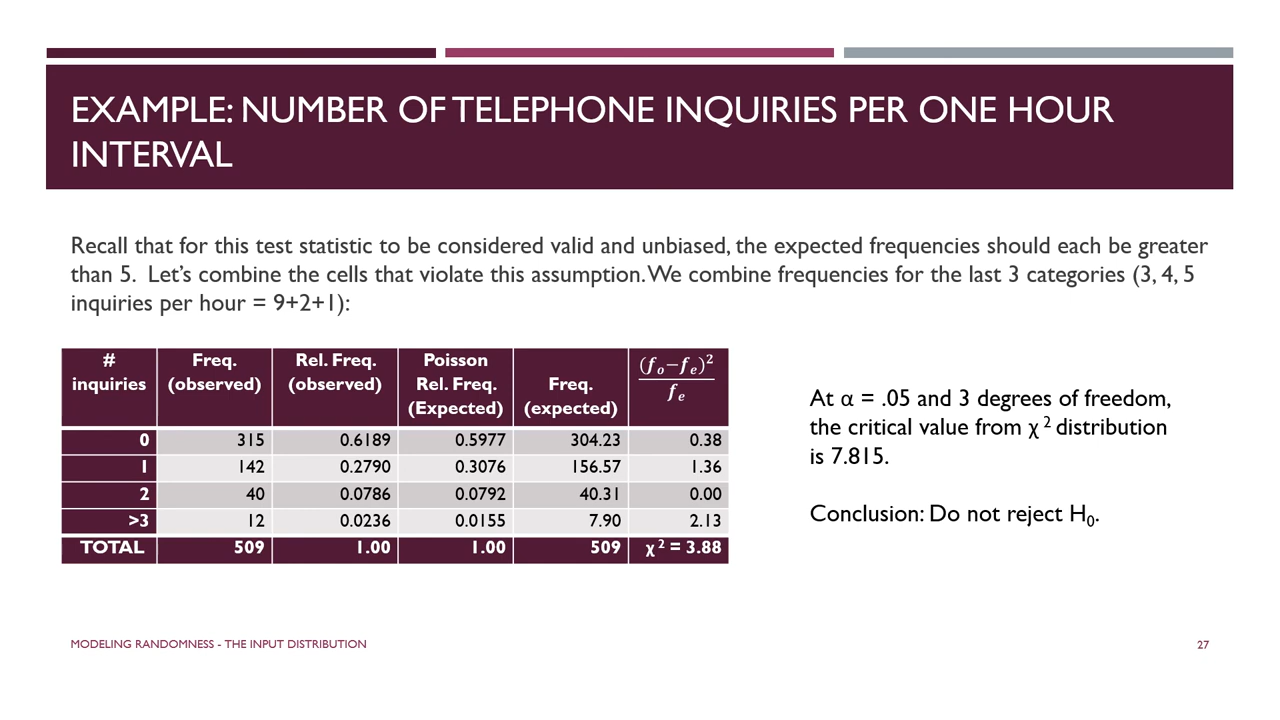 EXAMPLE: NUMBER OF TELEPHONE INQUIRIES PER ONE HOUR
INTERVAL
Recall that for this test statistic to be considered valid and unbiased, the expected frequencies should each be greater
than 5. Let's combine the cells that violate this assumption. We combine frequencies for the last 3 categories (3, 4, 5
inquiries per hour = 9+2+1):
# inquiries | Freq. (observed) | Rel. Freq. (observed) | Poisson Rel. Freq. (Expected) | Freq. (expected) | (fₒ−fₑ)² / fₑ
0 | 315 | 0.6189 | 0.5977 | 304.23 | 0.38
1 | 142 | 0.2790 | 0.3076 | 156.57 | 1.36
2 | 40 | 0.0786 | 0.0792 | 40.31 | 0.00
>3 | 12 | 0.0236 | 0.0155 | 7.90 | 2.13
TOTAL | 509 | 1.00 | 1.00 | 509 | χ² = 3.88
At α = .05 and 3 degrees of freedom,
the critical value from χ² distribution
is 7.815.
Conclusion: Do not reject H₀.
MODELING RANDOMNESS - THE INPUT DISTRIBUTION
27